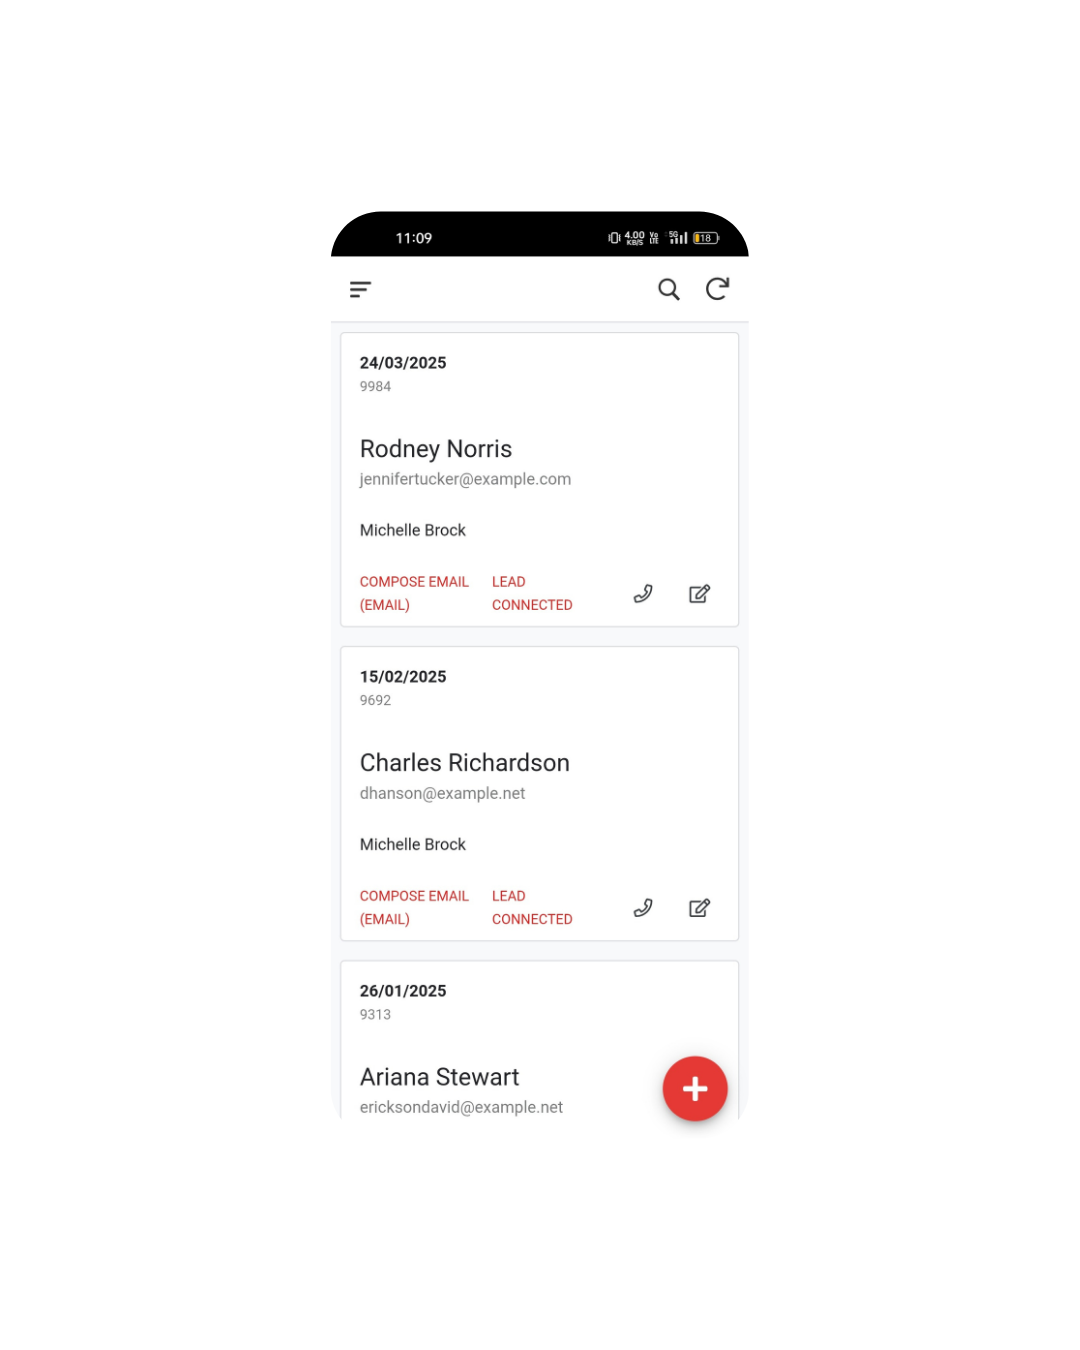 11:09
4.00 KB/S Vo LTE 5G 18
24/03/2025
9984
Rodney Norris
jennifertucker@example.com
Michelle Brock
COMPOSE EMAIL (EMAIL)
LEAD CONNECTED
15/02/2025
9692
Charles Richardson
dhanson@example.net
Michelle Brock
COMPOSE EMAIL (EMAIL)
LEAD CONNECTED
26/01/2025
9313
Ariana Stewart
ericksondavid@example.net